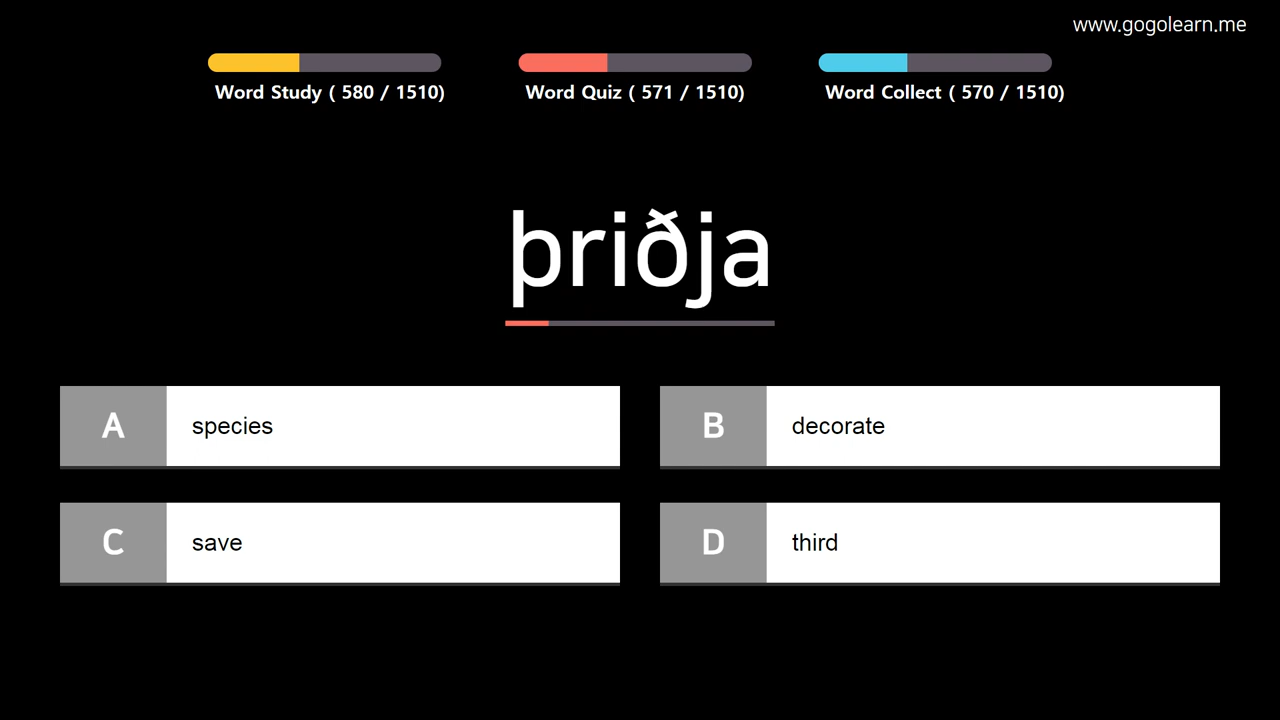 www.gogolearn.me
Word Study ( 580 / 1510)
Word Quiz ( 571 / 1510)
Word Collect ( 570 / 1510)
þriðja
A species
B decorate
C save
D third